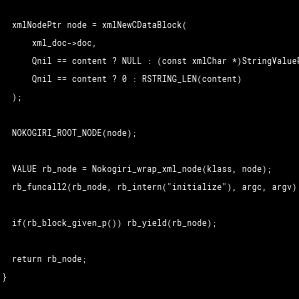 xmlNodePtr node = xmlNewCDataBlock(
xml_doc->doc,
Qnil == content ? NULL : (const xmlChar *)StringValueP
Qnil == content ? 0 : RSTRING_LEN(content)
);
NOKOGIRI_ROOT_NODE(node);
VALUE rb_node = Nokogiri_wrap_xml_node(klass, node);
rb_funcall2(rb_node, rb_intern("initialize"), argc, argv)
if(rb_block_given_p()) rb_yield(rb_node);
return rb_node;
}